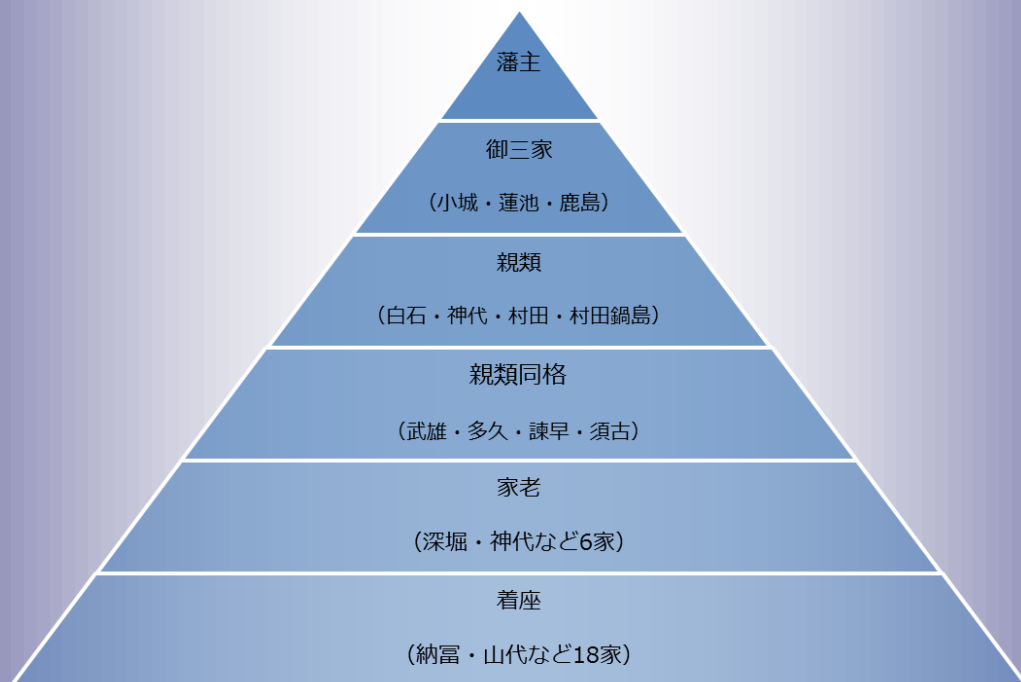 藩主
御三家
（小城・蓮池・鹿島）
親類
（白石・神代・村田・村田鍋島）
親類同格
（武雄・多久・諫早・須古）
家老
（深堀・神代など6家）
着座
（納冨・山代など18家）